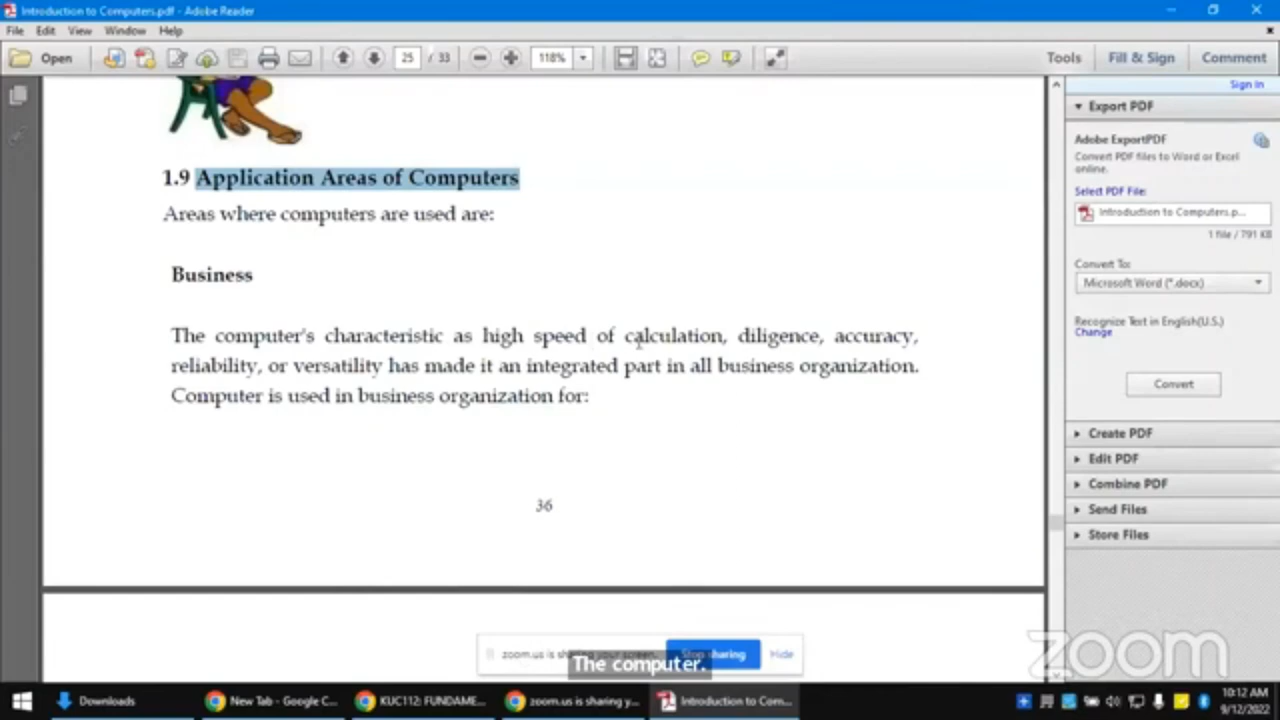 Introduction to Computers.pdf - Adobe Reader
File Edit View Window Help
Open 25 / 33 118% Tools Fill & Sign Comment
Sign In
Export PDF
Adobe ExportPDF
Convert PDF files to Word or Excel
online.
Select PDF File:
Introduction to Computers.p...
1 file / 791 KB
Convert To:
Microsoft Word (*.docx)
Recognize Text in English(U.S.)
Change
Convert
Create PDF
Edit PDF
Combine PDF
Send Files
Store Files
1.9 Application Areas of Computers
Areas where computers are used are:
Business
The computer's characteristic as high speed of calculation, diligence, accuracy,
reliability, or versatility has made it an integrated part in all business organization.
Computer is used in business organization for:
36
zoom.us is sharing your screen. Stop sharing Hide
The computer.
zoom
Downloads New Tab - Google C... KUC112: FUNDAME... zoom.us is sharing y... Introduction to Com...
10:12 AM
9/12/2022